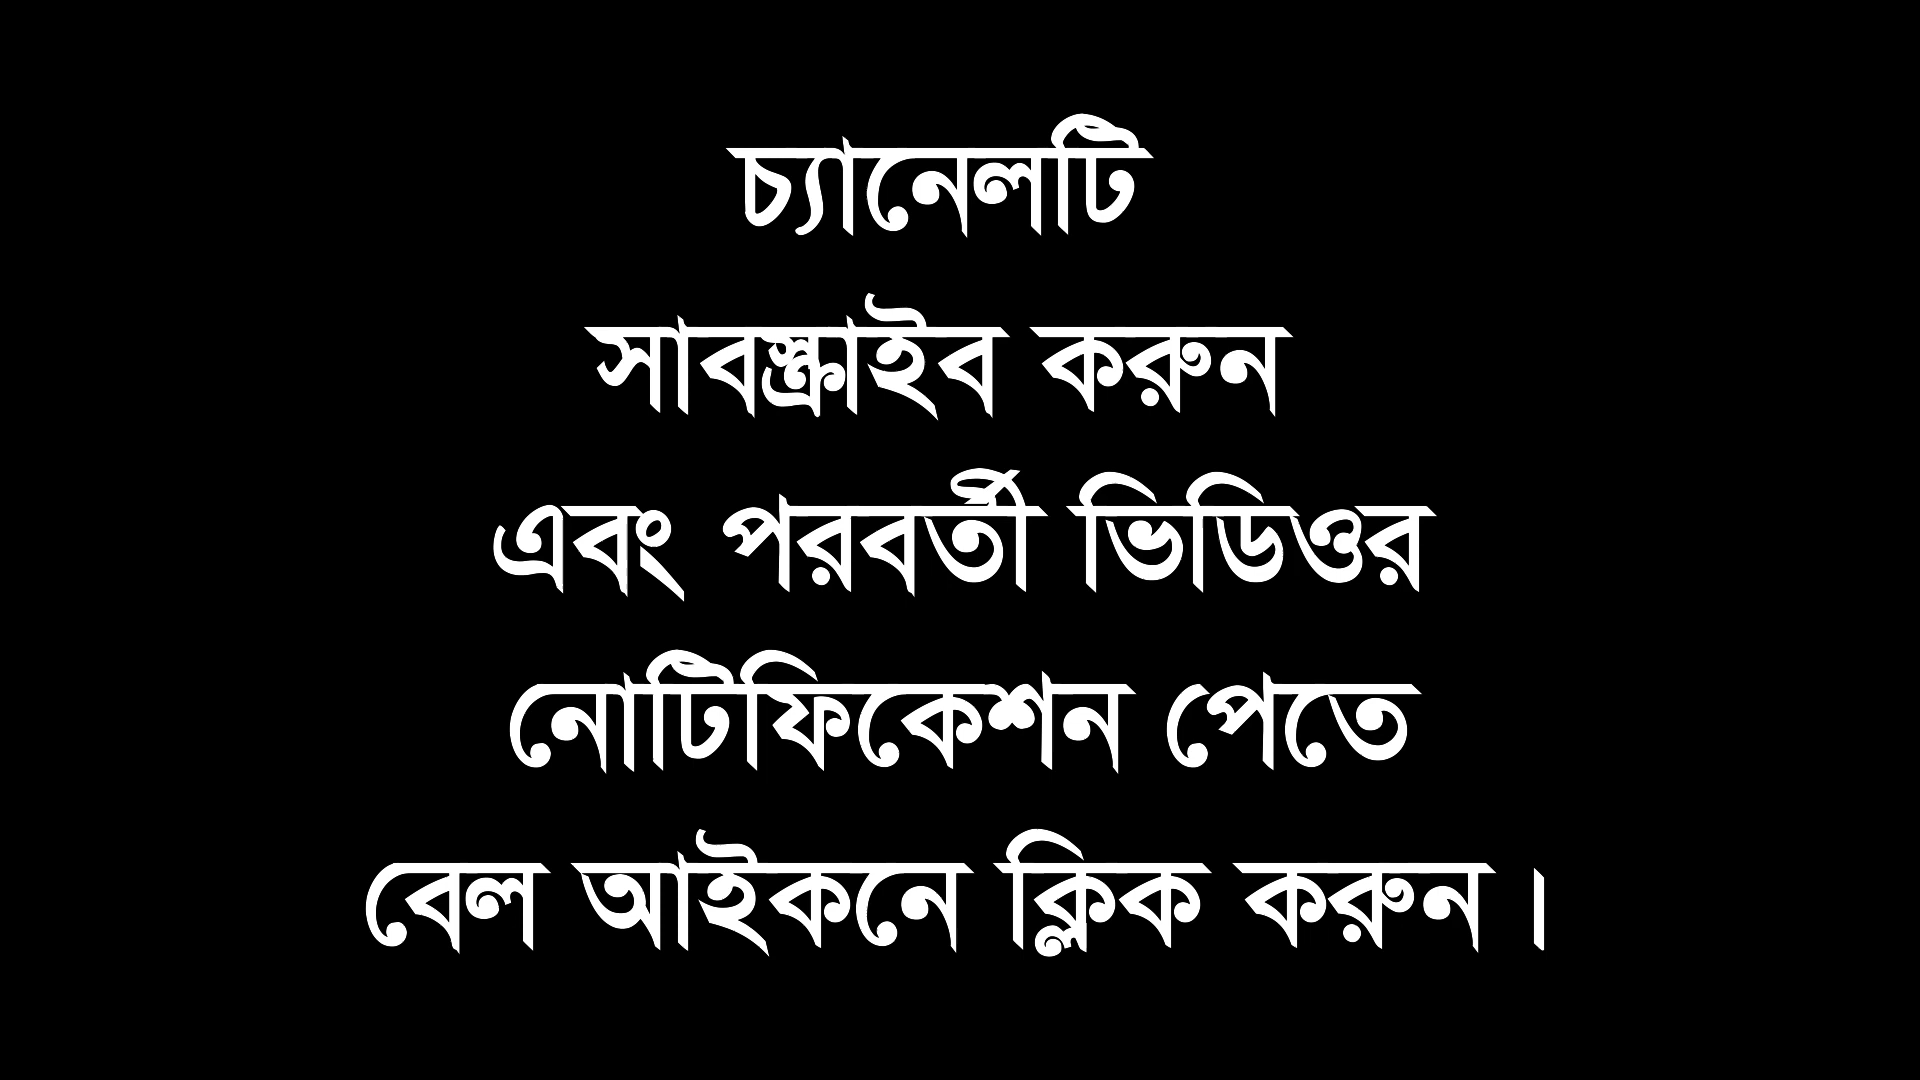 চ্যানেলটি
সাবস্ক্রাইব করুন
এবং পরবর্তী ভিডিওর
নোটিফিকেশন পেতে
বেল আইকনে ক্লিক করুন।